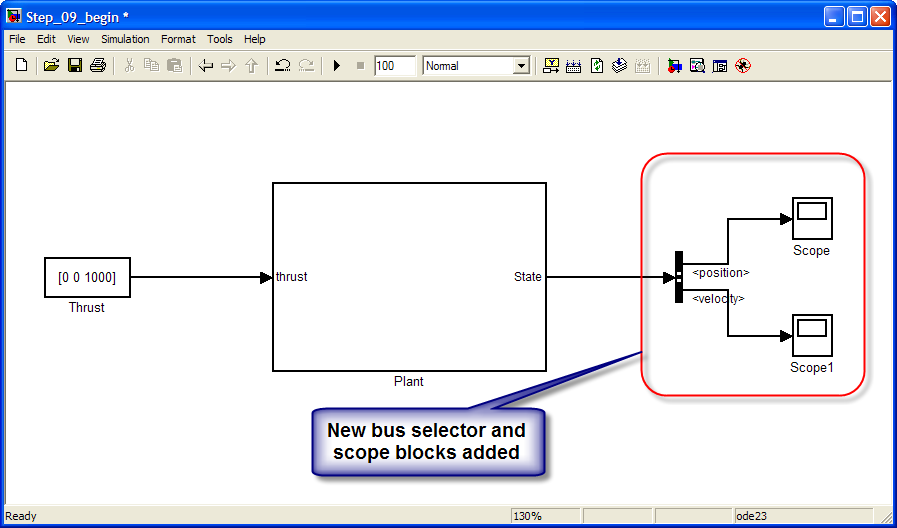 Step_09_begin *
File Edit View Simulation Format Tools Help
100 Normal
[0 0 1000]
Thrust
thrust
State
Plant
<position>
<velocity>
Scope
Scope1
New bus selector and
scope blocks added
Ready 130% ode23